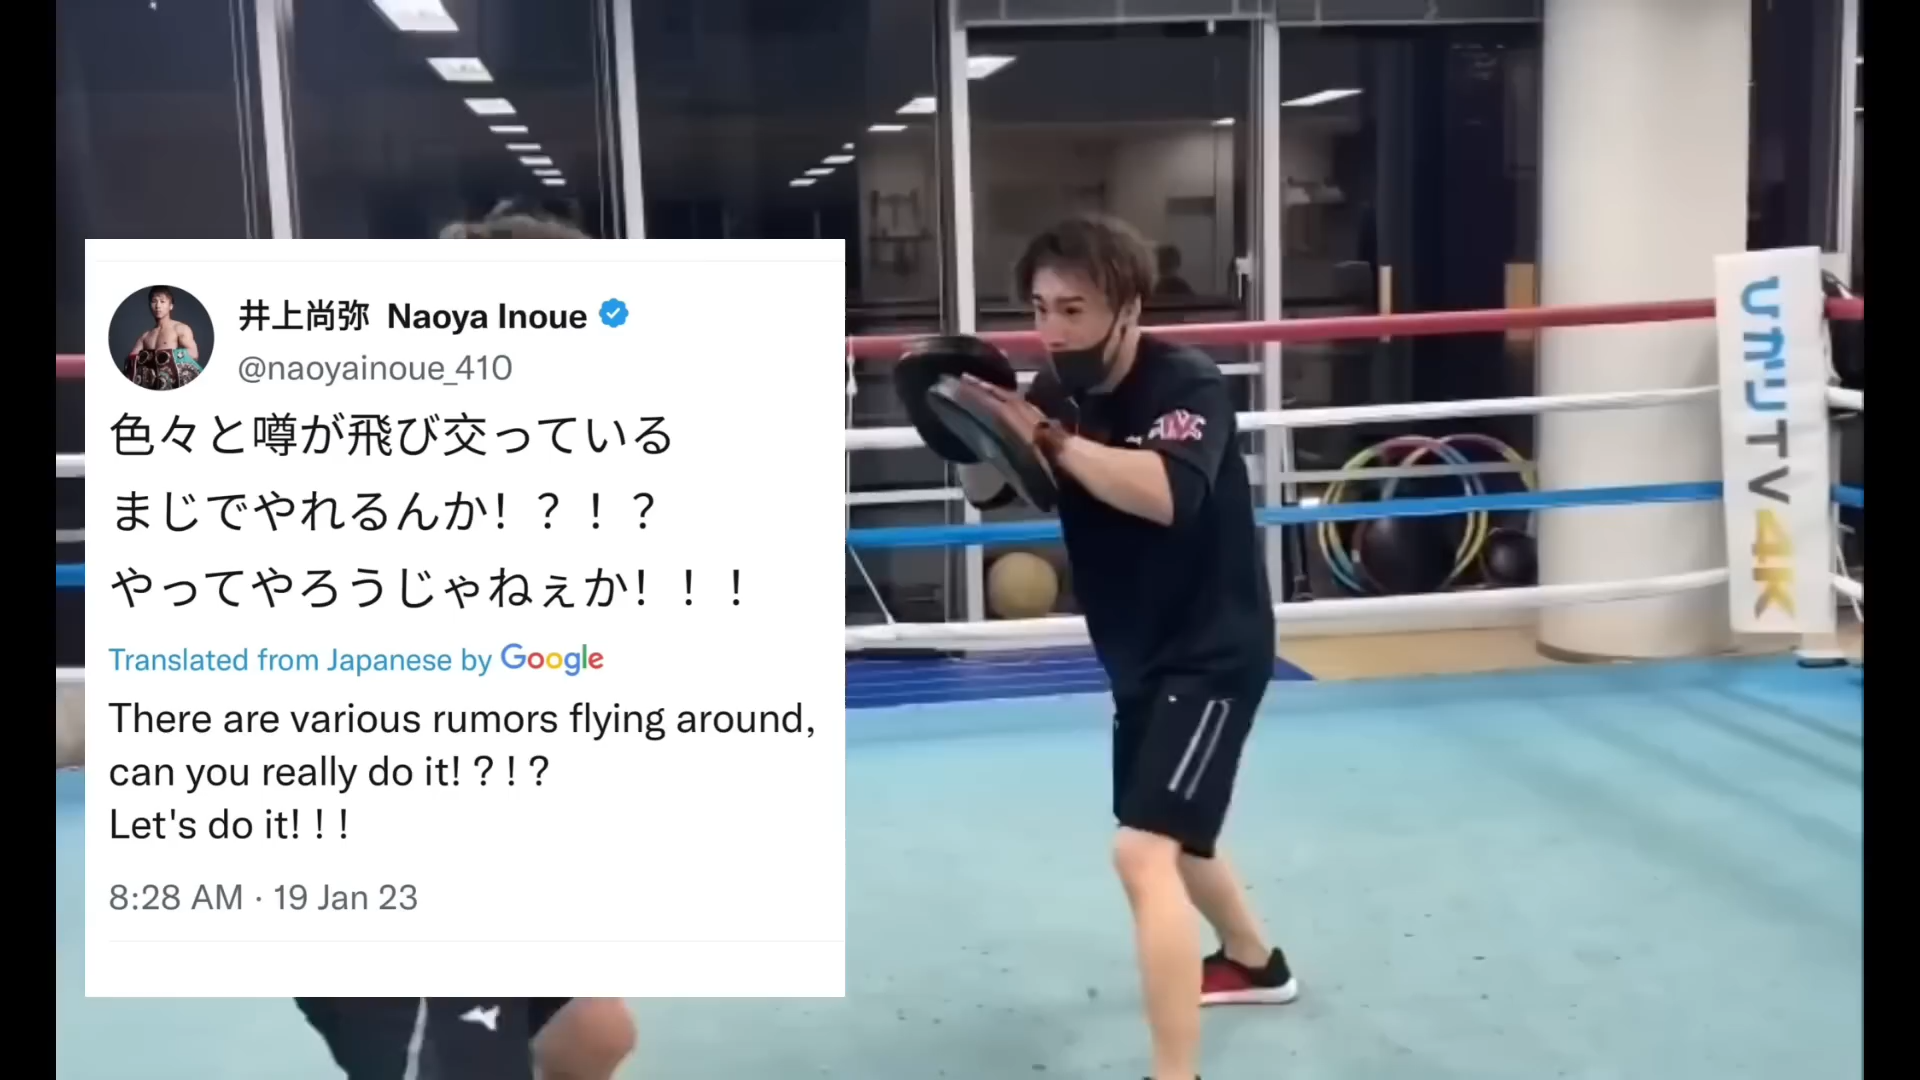 井上尚弥 Naoya Inoue
@naoyainoue_410
色々と噂が飛び交っている
まじでやれるんか！？！？
やってやろうじゃねぇか！！！
Translated from Japanese by Google
There are various rumors flying around,
can you really do it! ? ! ?
Let's do it! ! !
8:28 AM · 19 Jan 23
ひかりTV 4K